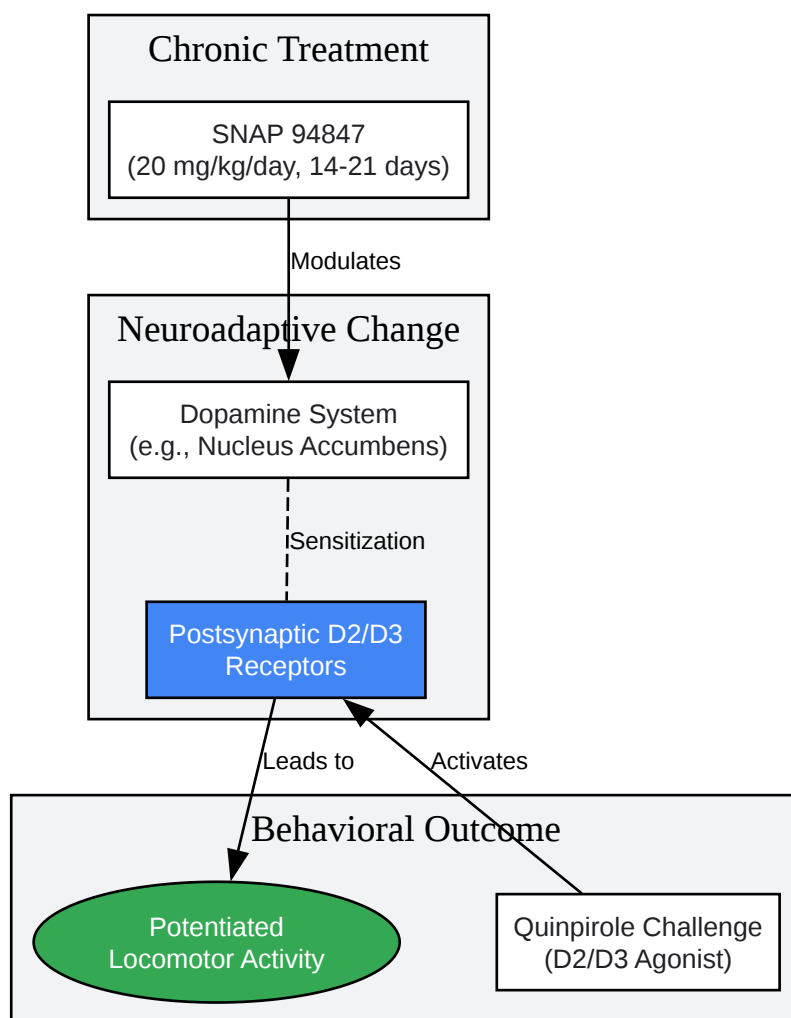 Chronic Treatment
SNAP 94847
(20 mg/kg/day, 14-21 days)
Modulates
Neuroadaptive Change
Dopamine System
(e.g., Nucleus Accumbens)
Sensitization
Postsynaptic D2/D3
Receptors
Leads to
Activates
Behavioral Outcome
Potentiated
Locomotor Activity
Quinpirole Challenge
(D2/D3 Agonist)